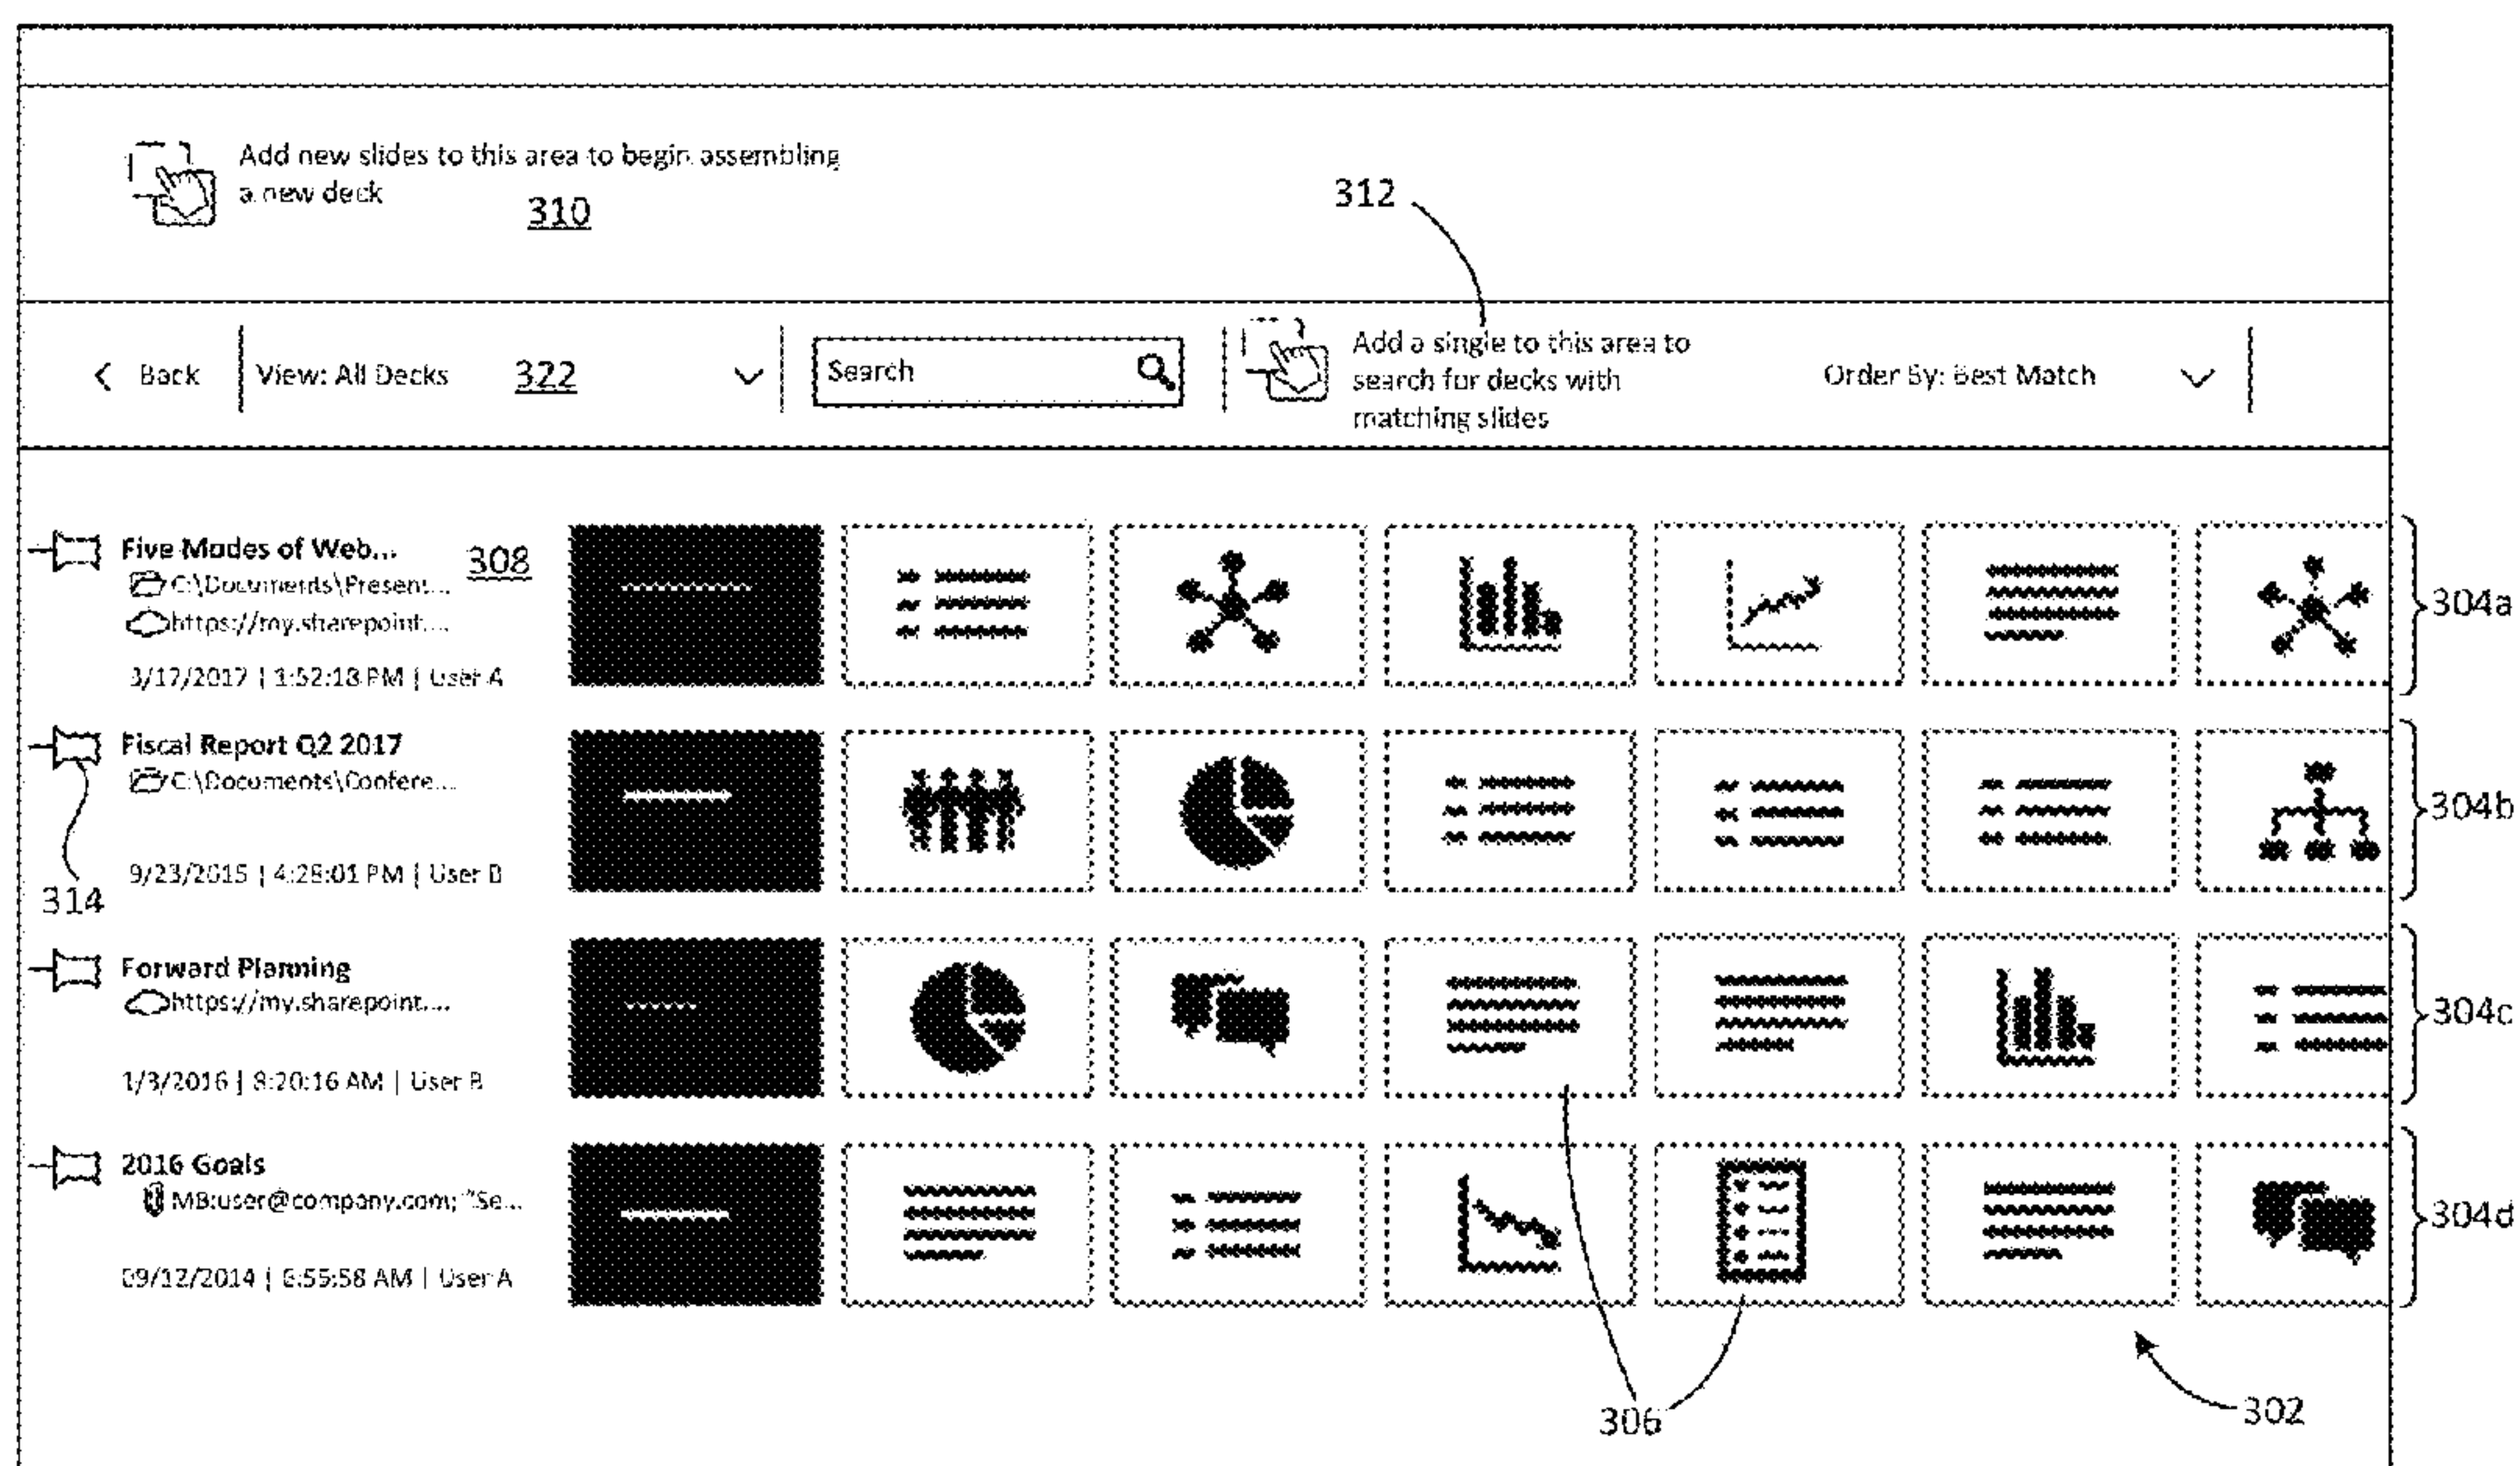 Add new slides to this area to begin assembling
a new deck
310
312
Back
View: All Decks
322
Search
Add a single to this area to
search for decks with
matching slides
Order By: Best Match
Five Modes of Web...
308
C:\Documents\Present...
https://my.sharepoint....
3/17/2017 | 1:52:18 PM | User A
304a
Fiscal Report Q2 2017
C:\Documents\Confere...
9/23/2015 | 4:28:01 PM | User B
314
304b
Forward Planning
https://my.sharepoint....
1/3/2016 | 8:20:16 AM | User B
304c
2016 Goals
MB:user@company.com; "Se...
09/12/2014 | 6:55:58 AM | User A
304d
306
302